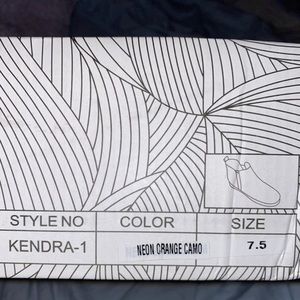 STYLE NO COLOR SIZE
KENDRA-1 NEON ORANGE CAMO 7.5